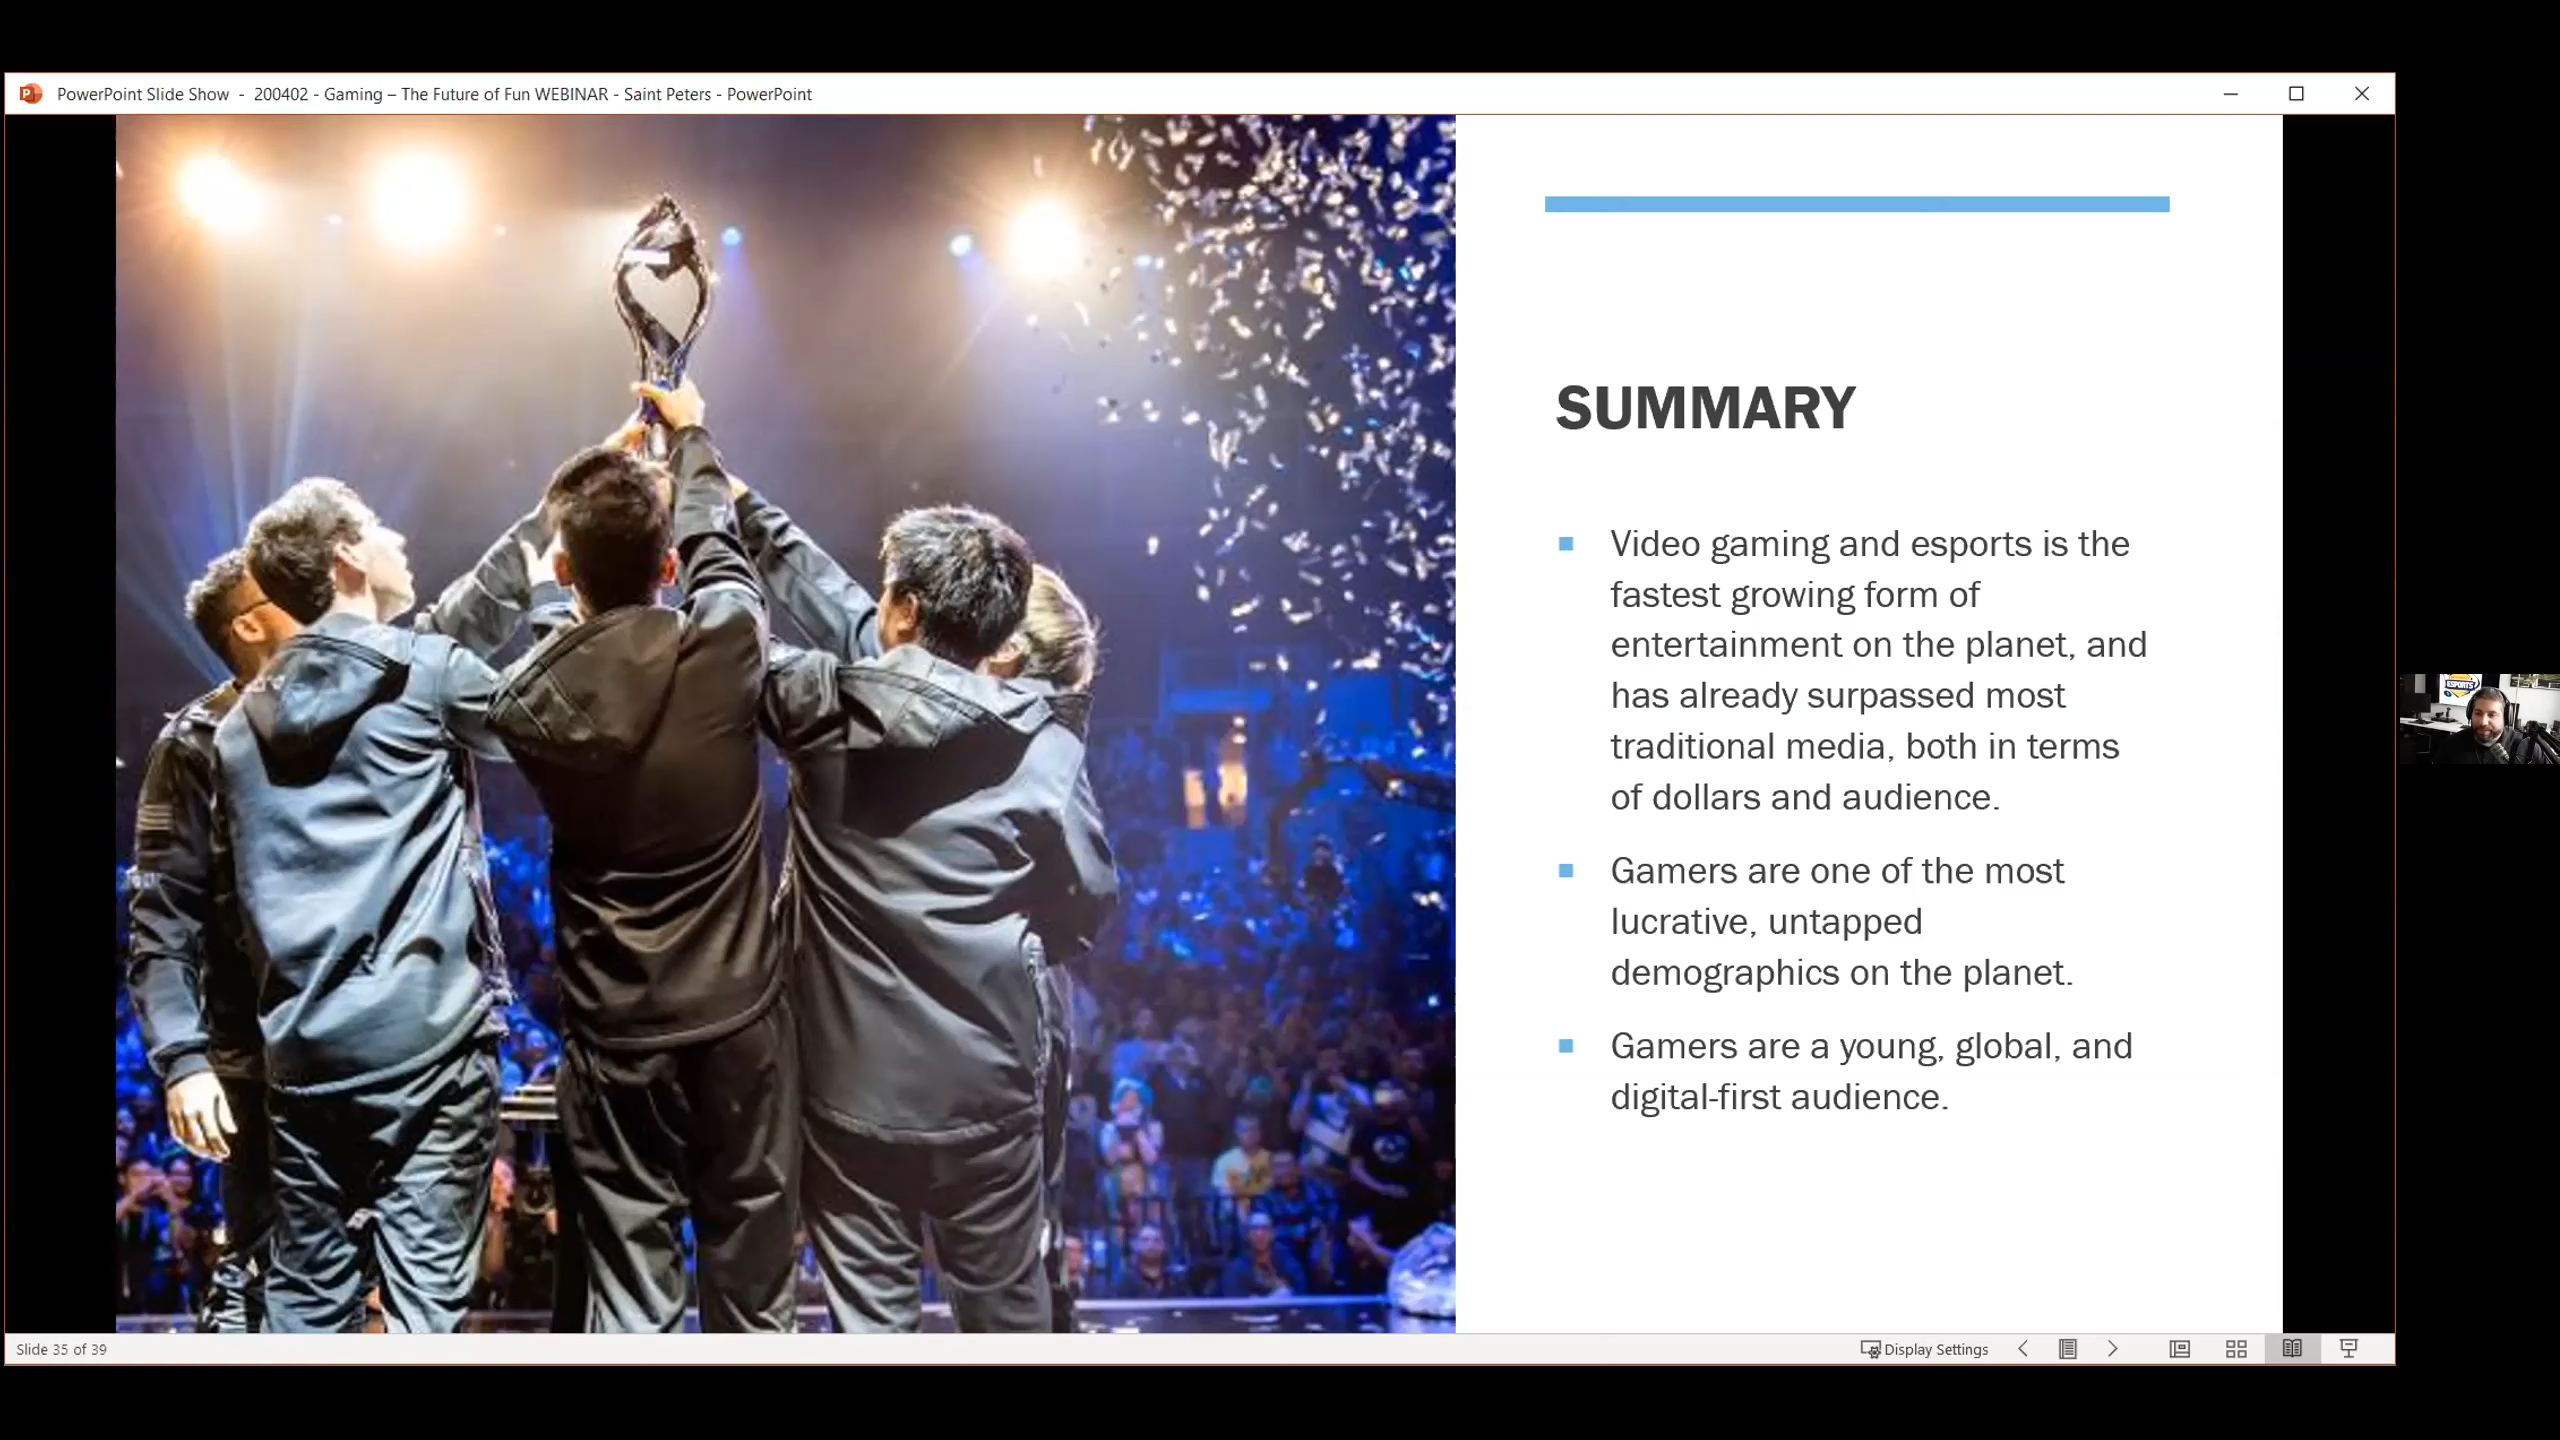 PowerPoint Slide Show - 200402 - Gaming – The Future of Fun WEBINAR - Saint Peters - PowerPoint
SUMMARY
Video gaming and esports is the
fastest growing form of
entertainment on the planet, and
has already surpassed most
traditional media, both in terms
of dollars and audience.
Gamers are one of the most
lucrative, untapped
demographics on the planet.
Gamers are a young, global, and
digital-first audience.
ESPORTS
Slide 35 of 39
Display Settings